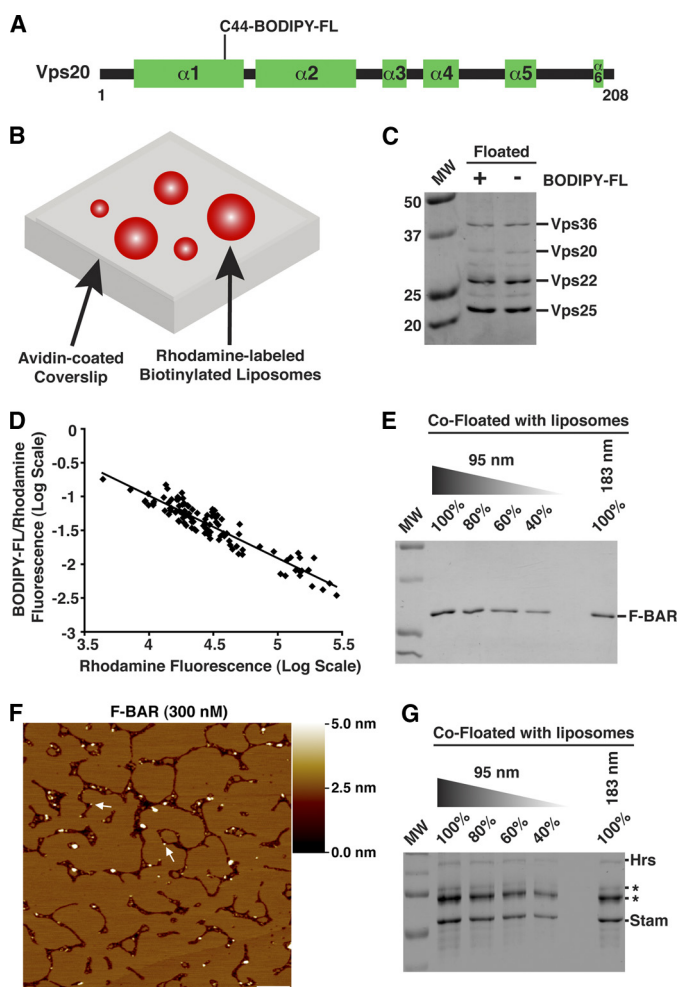 A
C44-BODIPY-FL
Vps20
α1
α2
α3
α4
α5
α
6
1
208
B
Avidin-coated
Coverslip
Rhodamine-labeled
Biotinylated Liposomes
C
MW
Floated
+ - BODIPY-FL
50
37
25
20
Vps36
Vps20
Vps22
Vps25
D
BODIPY-FL/Rhodamine
Fluorescence (Log Scale)
0
-0.5
-1
-1.5
-2
-2.5
-3
3.5 4 4.5 5 5.5
Rhodamine Fluorescence (Log Scale)
E
Co-Floated with liposomes
95 nm
183 nm
MW 100% 80% 60% 40% 100%
F-BAR
F
F-BAR (300 nM)
5.0 nm
2.5 nm
0.0 nm
G
Co-Floated with liposomes
95 nm
183 nm
MW 100% 80% 60% 40% 100%
Hrs
*
*
Stam